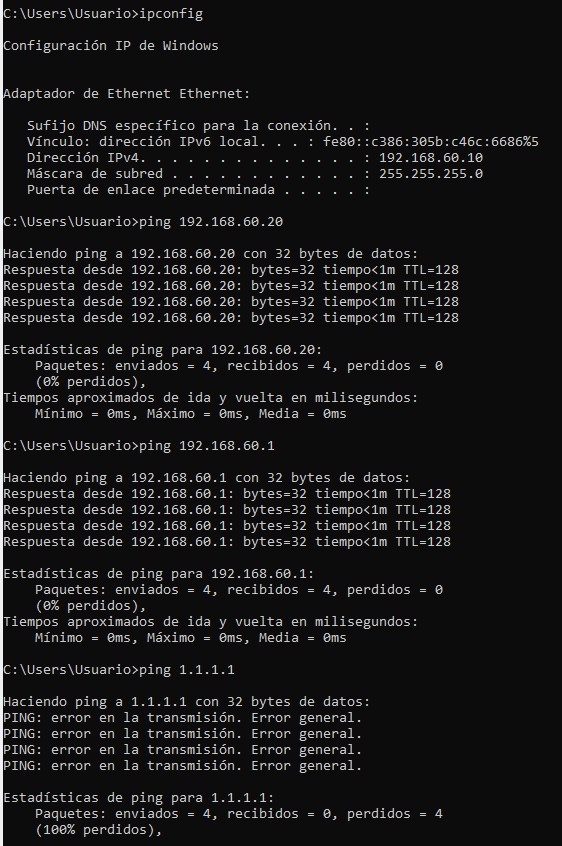 C:\Users\Usuario>ipconfig
Configuración IP de Windows
Adaptador de Ethernet Ethernet:
Sufijo DNS específico para la conexión. . :
Vínculo: dirección IPv6 local. . . : fe80::c386:305b:c46c:6686%5
Dirección IPv4. . . . . . . . . . . . . . : 192.168.60.10
Máscara de subred . . . . . . . . . . . . : 255.255.255.0
Puerta de enlace predeterminada . . . . . :
C:\Users\Usuario>ping 192.168.60.20
Haciendo ping a 192.168.60.20 con 32 bytes de datos:
Respuesta desde 192.168.60.20: bytes=32 tiempo<1m TTL=128
Respuesta desde 192.168.60.20: bytes=32 tiempo<1m TTL=128
Respuesta desde 192.168.60.20: bytes=32 tiempo<1m TTL=128
Respuesta desde 192.168.60.20: bytes=32 tiempo<1m TTL=128
Estadísticas de ping para 192.168.60.20:
Paquetes: enviados = 4, recibidos = 4, perdidos = 0
(0% perdidos),
Tiempos aproximados de ida y vuelta en milisegundos:
Mínimo = 0ms, Máximo = 0ms, Media = 0ms
C:\Users\Usuario>ping 192.168.60.1
Haciendo ping a 192.168.60.1 con 32 bytes de datos:
Respuesta desde 192.168.60.1: bytes=32 tiempo<1m TTL=128
Respuesta desde 192.168.60.1: bytes=32 tiempo<1m TTL=128
Respuesta desde 192.168.60.1: bytes=32 tiempo<1m TTL=128
Respuesta desde 192.168.60.1: bytes=32 tiempo<1m TTL=128
Estadísticas de ping para 192.168.60.1:
Paquetes: enviados = 4, recibidos = 4, perdidos = 0
(0% perdidos),
Tiempos aproximados de ida y vuelta en milisegundos:
Mínimo = 0ms, Máximo = 0ms, Media = 0ms
C:\Users\Usuario>ping 1.1.1.1
Haciendo ping a 1.1.1.1 con 32 bytes de datos:
PING: error en la transmisión. Error general.
PING: error en la transmisión. Error general.
PING: error en la transmisión. Error general.
PING: error en la transmisión. Error general.
Estadísticas de ping para 1.1.1.1:
Paquetes: enviados = 4, recibidos = 0, perdidos = 4
(100% perdidos),